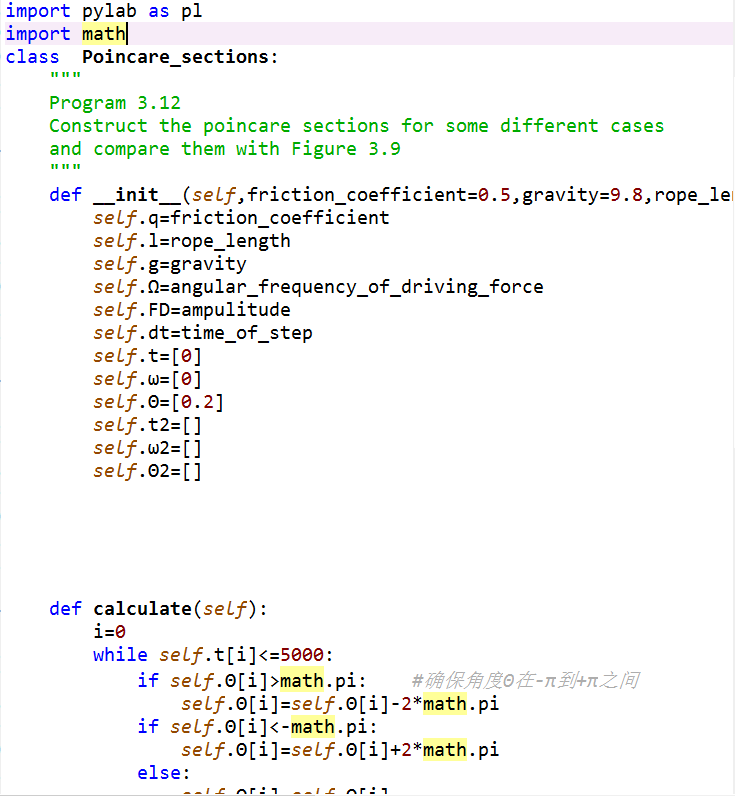 import pylab as pl
import math
class  Poincare_sections:
    """
    Program 3.12
    Construct the poincare sections for some different cases
    and compare them with Figure 3.9
    """
    def __init__(self,friction_coefficient=0.5,gravity=9.8,rope_le
        self.q=friction_coefficient
        self.l=rope_length
        self.g=gravity
        self.Ω=angular_frequency_of_driving_force
        self.FD=ampulitude
        self.dt=time_of_step
        self.t=[0]
        self.ω=[0]
        self.Θ=[0.2]
        self.t2=[]
        self.ω2=[]
        self.Θ2=[]
    def calculate(self):
        i=0
        while self.t[i]<=5000:
            if self.Θ[i]>math.pi:    #确保角度Θ在-π到+π之间
                self.Θ[i]=self.Θ[i]-2*math.pi
            if self.Θ[i]<-math.pi:
                self.Θ[i]=self.Θ[i]+2*math.pi
            else:
                self.Θ[i]=self.Θ[i]